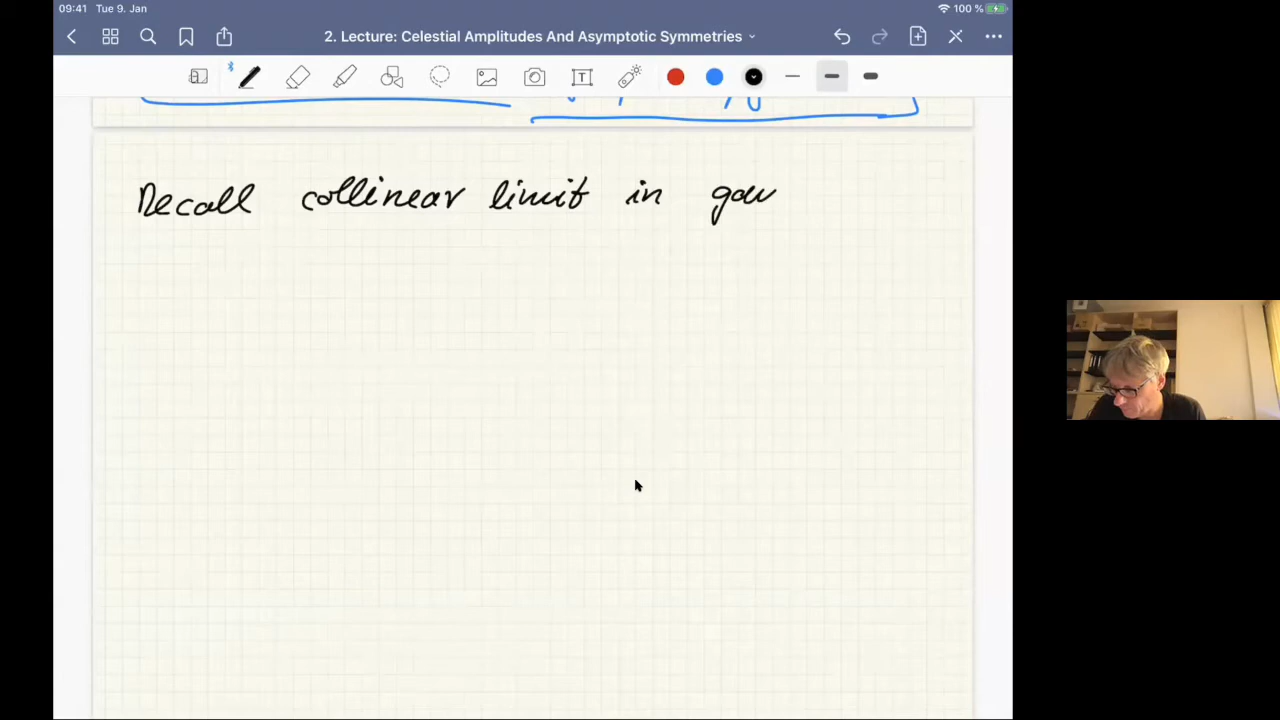 09:41 Tue 9. Jan 100 %
2. Lecture: Celestial Amplitudes And Asymptotic Symmetries
T
Recall collinear limit in gau